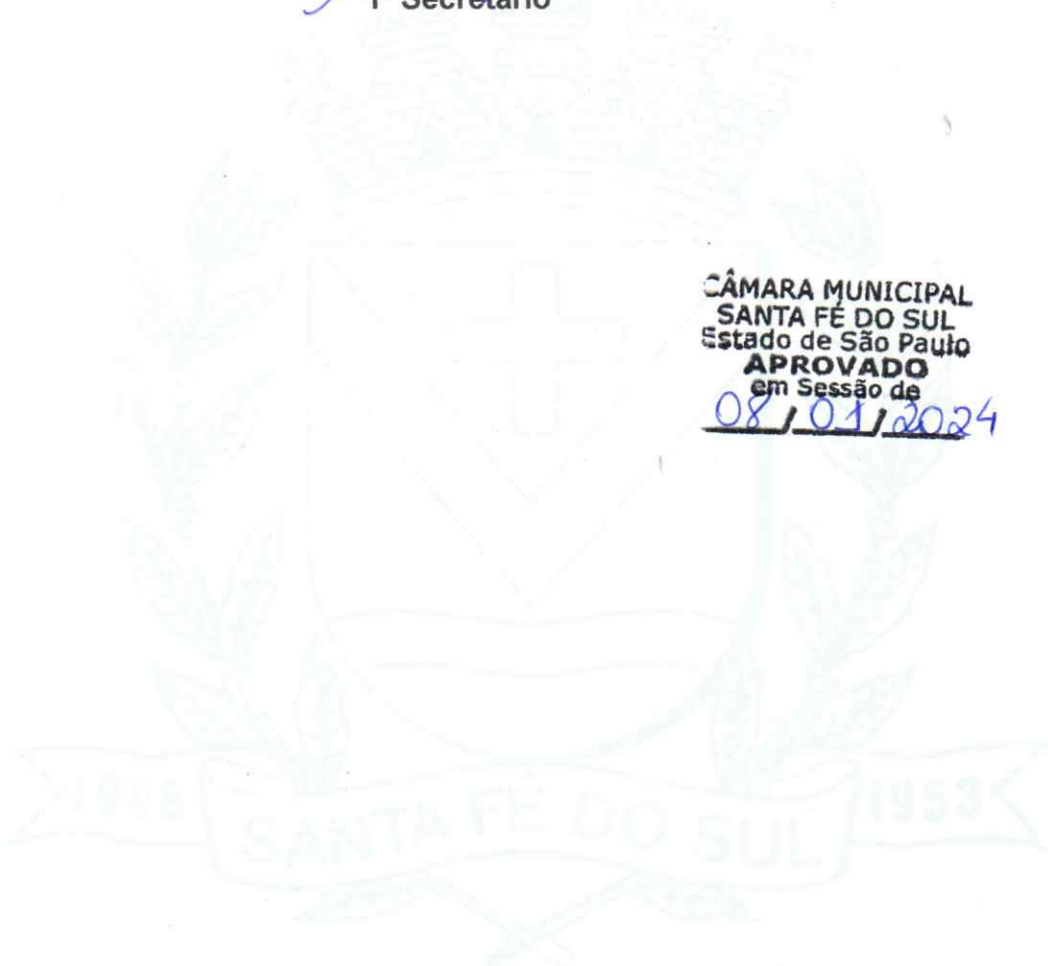 1º Secretário
CÂMARA MUNICIPAL
SANTA FÉ DO SUL
Estado de São Paulo
APROVADO
em Sessão de
08/01/2024
1948 SANTA FÉ DO SUL 1953